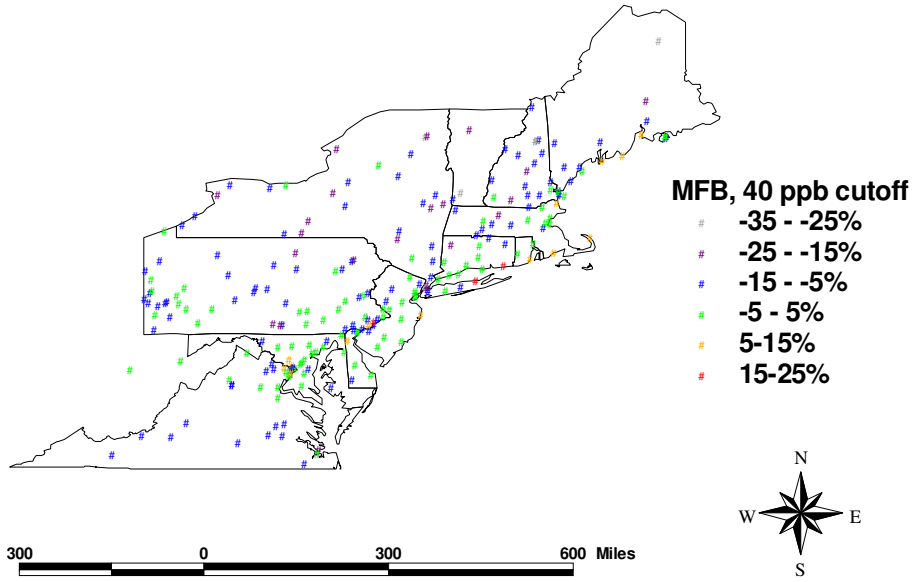 MFB, 40 ppb cutoff
# -35 - -25%
# -25 - -15%
# -15 - -5%
# -5 - 5%
# 5-15%
# 15-25%
N
W E
S
300 0 300 600 Miles